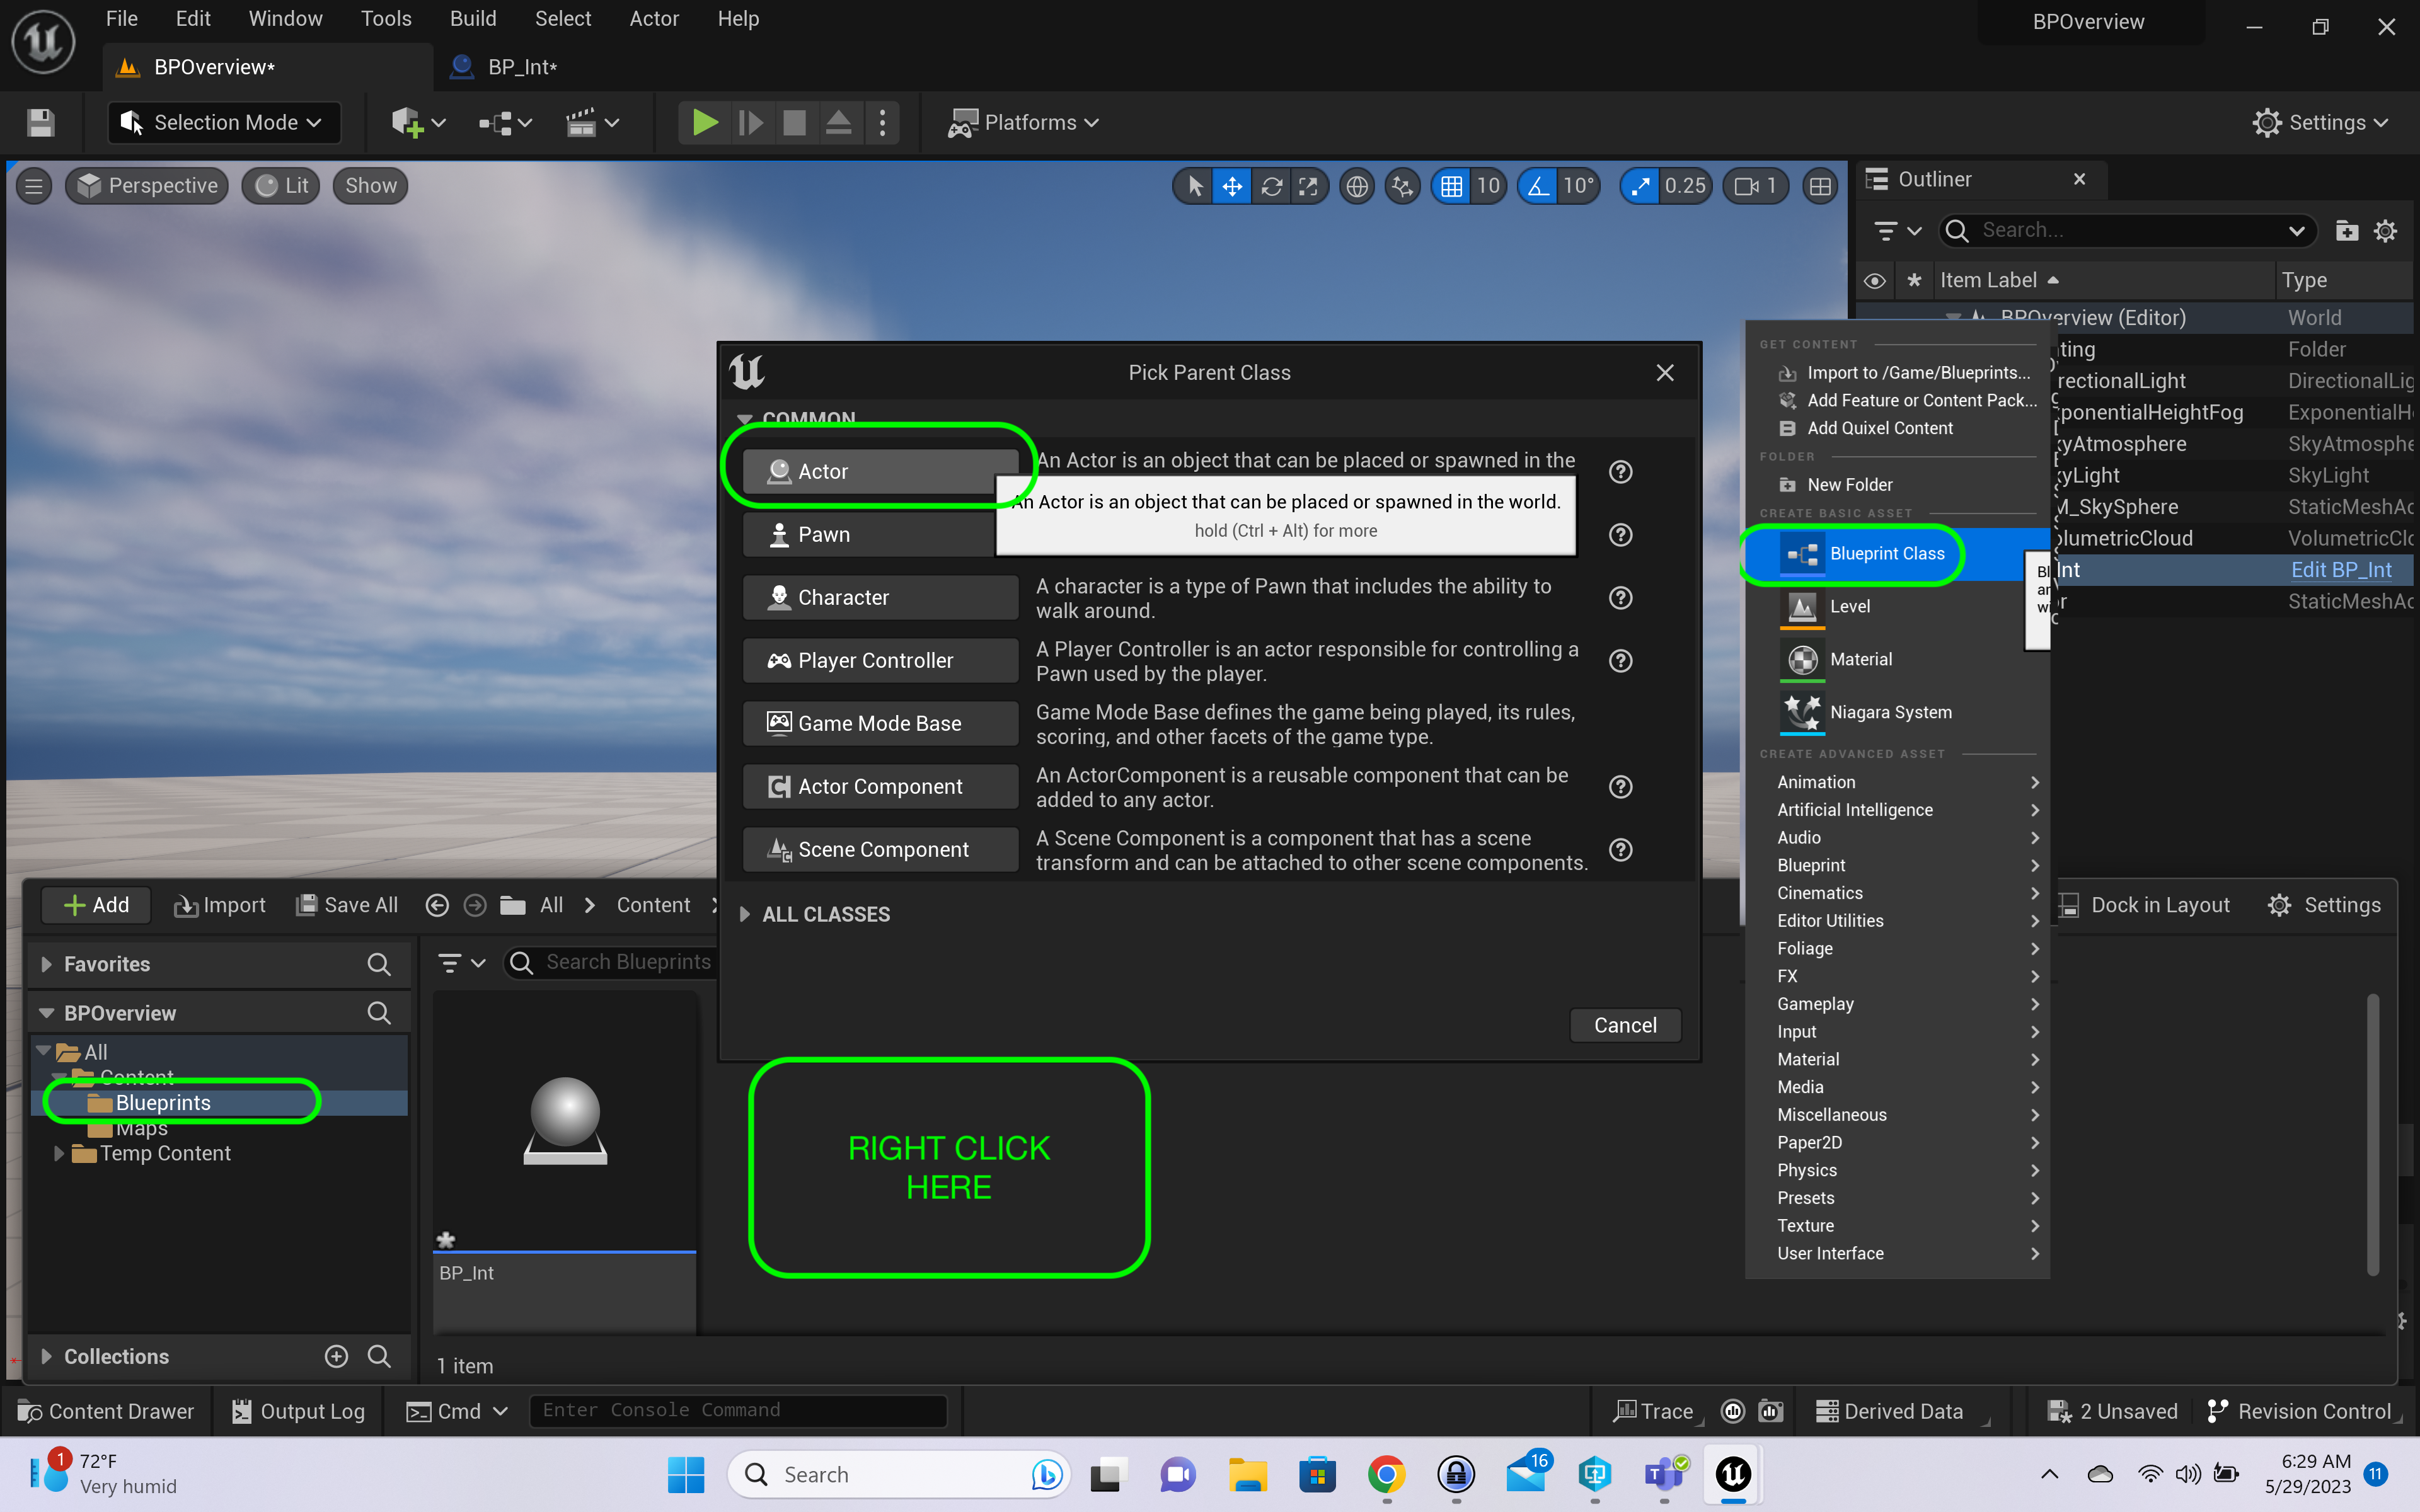 File Edit Window Tools Build Select Actor Help
BPOverview
BPOverview*
BP_Int*
Selection Mode
Platforms
Settings
Perspective
Lit
Show
10
10°
0.25
1
Outliner
Search...
Item Label
Type
BPOverview (Editor)
World
ting
Folder
rectionalLight
DirectionalLig
ponentialHeightFog
ExponentialH
yAtmosphere
SkyAtmosphe
yLight
SkyLight
M_SkySphere
StaticMeshAc
olumetricCloud
VolumetricClo
Int
Edit BP_Int
r
StaticMeshAc
Pick Parent Class
COMMON
Actor
An Actor is an object that can be placed or spawned in the
An Actor is an object that can be placed or spawned in the world.
hold (Ctrl + Alt) for more
Pawn
Character
A character is a type of Pawn that includes the ability to
walk around.
Player Controller
A Player Controller is an actor responsible for controlling a
Pawn used by the player.
Game Mode Base
Game Mode Base defines the game being played, its rules,
scoring, and other facets of the game type.
Actor Component
An ActorComponent is a reusable component that can be
added to any actor.
Scene Component
A Scene Component is a component that has a scene
transform and can be attached to other scene components.
ALL CLASSES
Cancel
GET CONTENT
Import to /Game/Blueprints...
Add Feature or Content Pack...
Add Quixel Content
FOLDER
New Folder
CREATE BASIC ASSET
Blueprint Class
Bl
ar
wi
Level
Material
Niagara System
CREATE ADVANCED ASSET
Animation
Artificial Intelligence
Audio
Blueprint
Cinematics
Editor Utilities
Foliage
FX
Gameplay
Input
Material
Media
Miscellaneous
Paper2D
Physics
Presets
Texture
User Interface
Add
Import
Save All
All
Content
Dock in Layout
Settings
Favorites
Search Blueprints
BPOverview
All
Content
Blueprints
Maps
Temp Content
BP_Int
RIGHT CLICK
HERE
Collections
1 item
Content Drawer
Output Log
Cmd
Enter Console Command
Trace
Derived Data
2 Unsaved
Revision Control
1
72°F
Very humid
Search
16
6:29 AM
5/29/2023
11